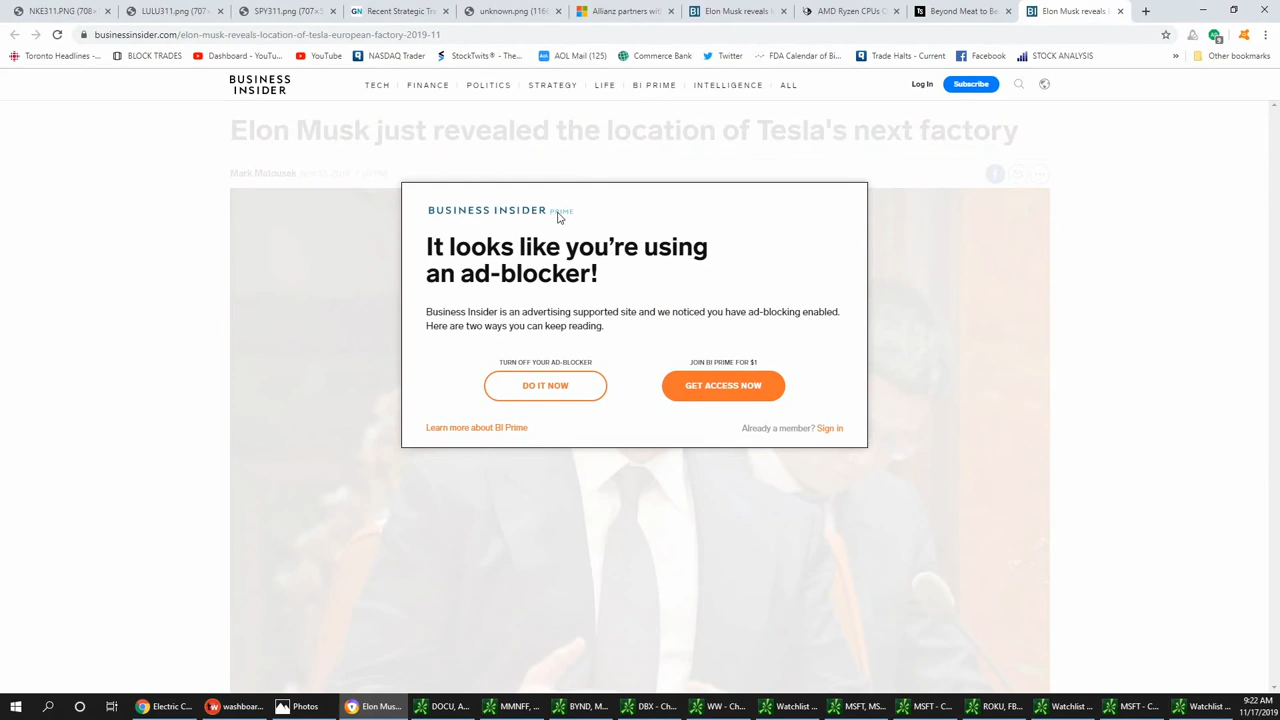 NKE311.PNG (708×
LULU311.png (707×
SPY311.png (707×5
Recent Strategic Tra
unknown.png (1166
Allianz partners with
Elon Musk reveals l
AMD Ryzen CPUs C
Beyond Meat to Be
Elon Musk reveals l
businessinsider.com/elon-musk-reveals-location-of-tesla-european-factory-2019-11
Toronto Headlines -...
BLOCK TRADES
Dashboard - YouTu...
YouTube
NASDAQ Trader
StockTwits® - The...
AOL Mail (125)
Commerce Bank
Twitter
FDA Calendar of Bi...
Trade Halts - Current
Facebook
STOCK ANALYSIS
»
Other bookmarks
BUSINESS
INSIDER
TECH
FINANCE
POLITICS
STRATEGY
LIFE
BI PRIME
INTELLIGENCE
ALL
Log In
Subscribe
Elon Musk just revealed the location of Tesla's next factory
Mark Matousek
BUSINESS INSIDER PRIME
It looks like you're using
an ad-blocker!
Business Insider is an advertising supported site and we noticed you have ad-blocking enabled.
Here are two ways you can keep reading.
TURN OFF YOUR AD-BLOCKER
DO IT NOW
JOIN BI PRIME FOR $1
GET ACCESS NOW
Learn more about BI Prime
Already a member? Sign in
Electric C...
washboar...
Photos
Elon Mus...
DOCU, A...
MMNFF, ...
BYND, M...
DBX - Ch...
WW - Char...
Watchlist ...
MSFT, MS...
MSFT - C...
ROKU, FB...
Watchlist ...
MSFT - C...
Watchlist ...
9:22 AM
11/17/2019